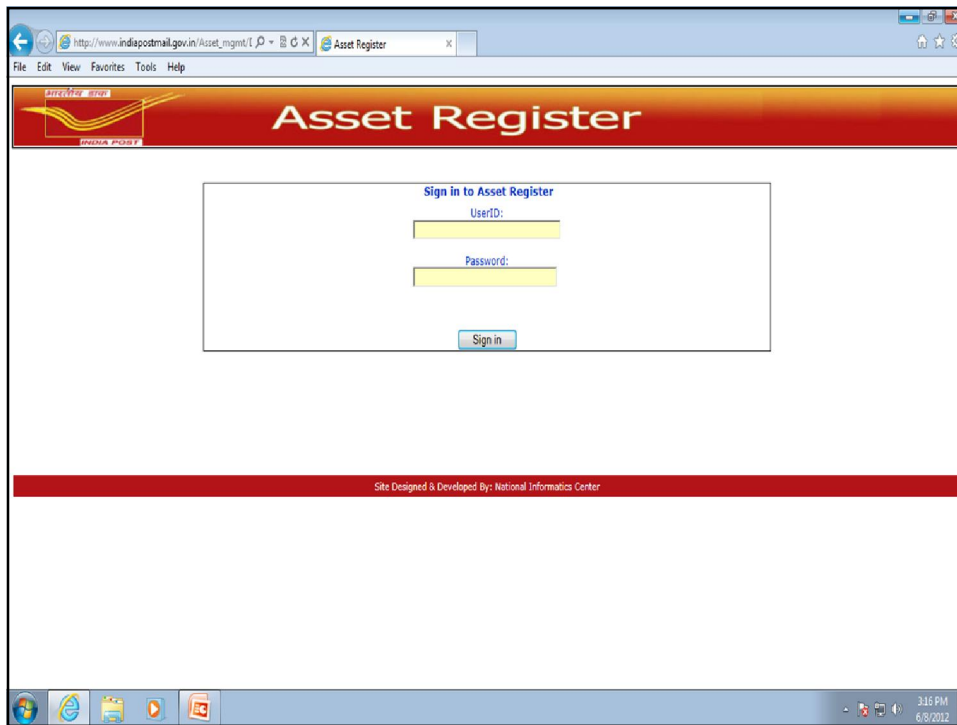 http://www.indiapostmail.gov.in/Asset_mgmt/
Asset Register
File Edit View Favorites Tools Help
भारतीय डाक
INDIA POST
Asset Register
Sign in to Asset Register
UserID:
Password:
Sign in
Site Designed & Developed By: National Informatics Center
3:16 PM
6/8/2012